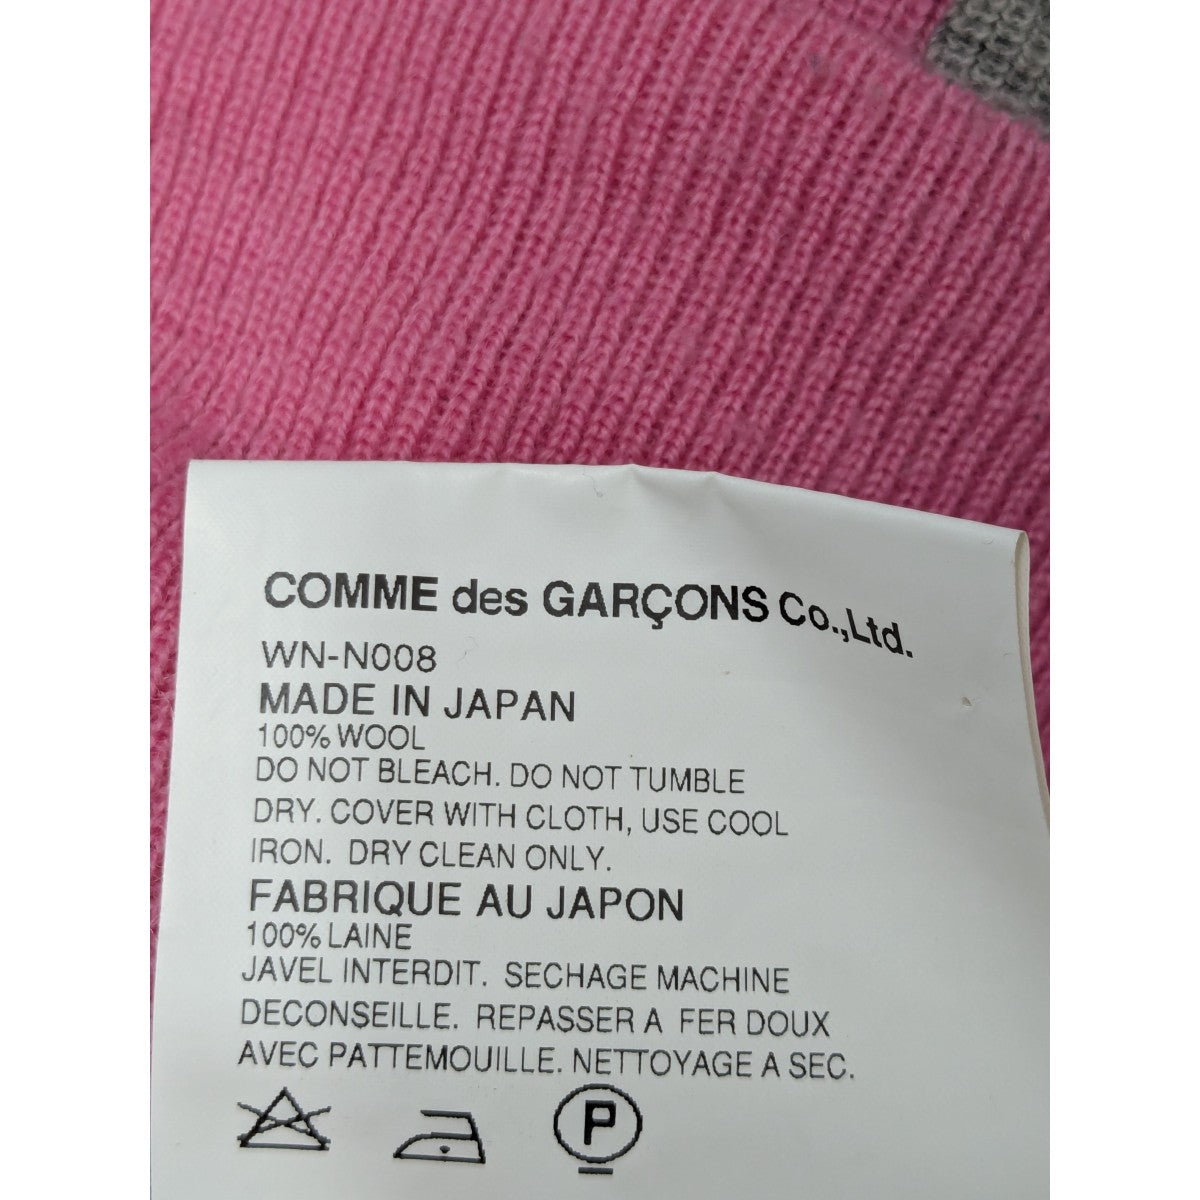 COMME des GARÇONS Co.,Ltd.
WN-N008
MADE IN JAPAN
100% WOOL
DO NOT BLEACH. DO NOT TUMBLE
DRY. COVER WITH CLOTH, USE COOL
IRON. DRY CLEAN ONLY.
FABRIQUE AU JAPON
100% LAINE
JAVEL INTERDIT. SECHAGE MACHINE
DECONSEILLE. REPASSER A FER DOUX
AVEC PATTEMOUILLE. NETTOYAGE A SEC.
P